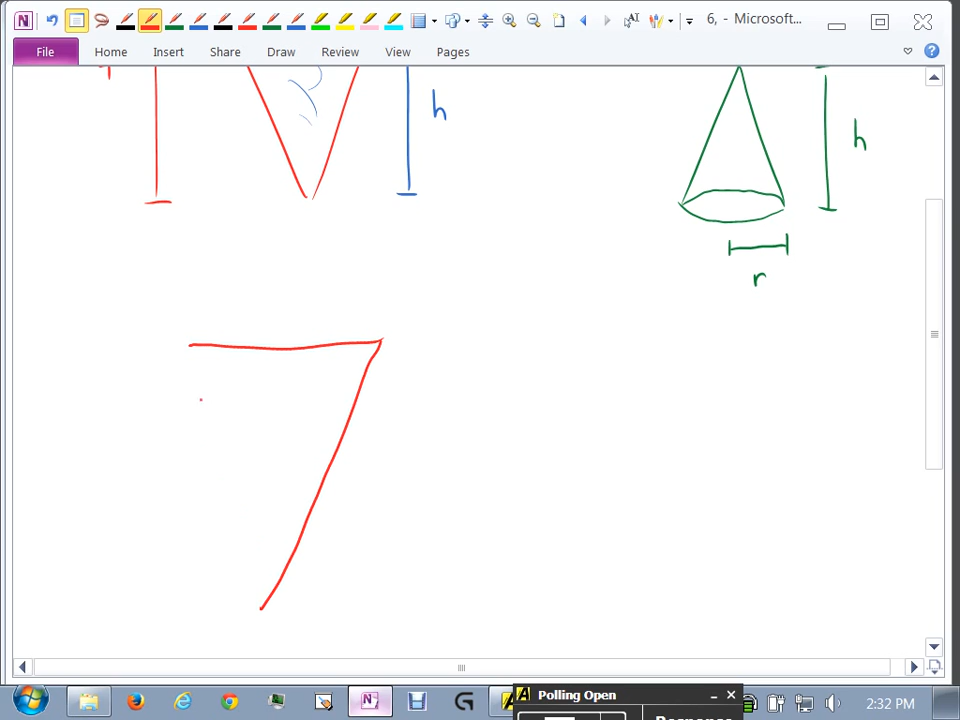 6, - Microsoft...
File Home Insert Share Draw Review View Pages
h
h
r
Polling Open
2:32 PM